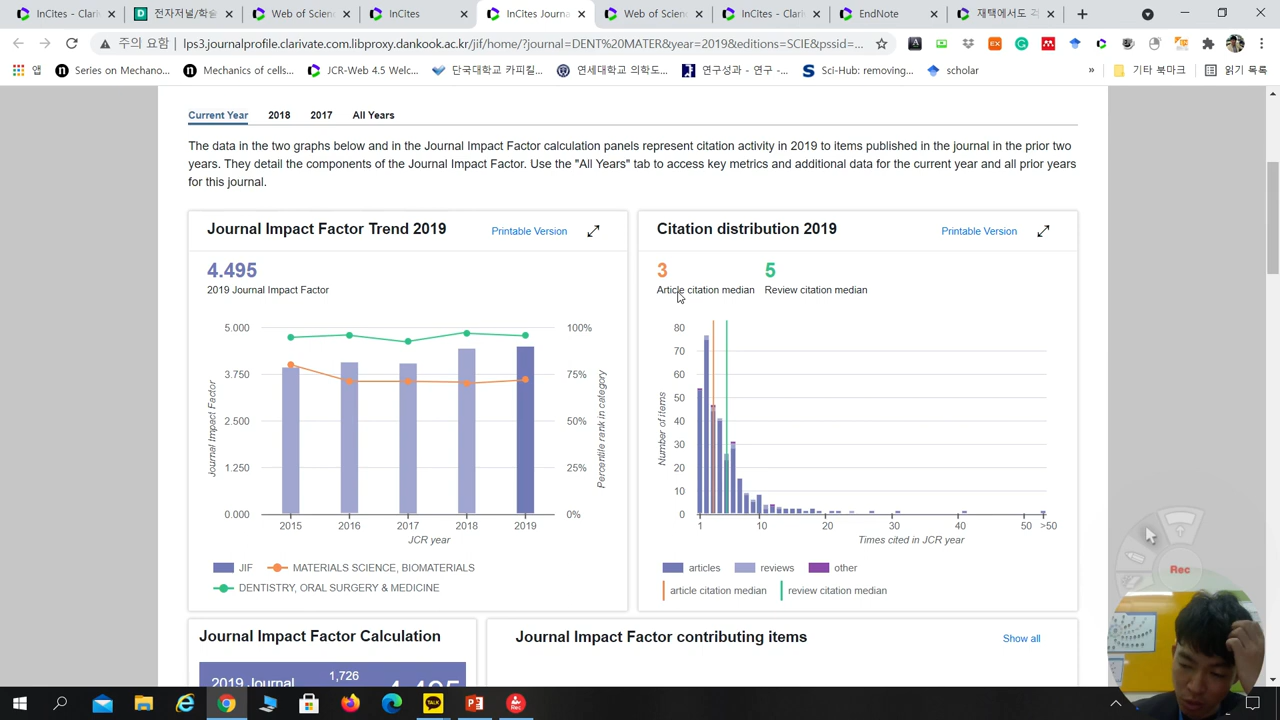 InCites - Clari
전자저널/학술
Web of Scien
InCites
InCites Journa
Web of Scien
InCites - Clari
EndNote
재택에서도 각
주의 요함
lps3.journalprofile.clarivate.com.libproxy.dankook.ac.kr/jif/home/?journal=DENT%20MATER&year=2019&editions=SCIE&pssid=...
앱
Series on Mechano...
Mechanics of cells...
JCR-Web 4.5 Welc...
단국대학교 카피킬...
연세대학교 의학도...
연구성과 - 연구 -...
Sci-Hub: removing...
scholar
»
기타 북마크
읽기 목록
Current Year 2018 2017 All Years
The data in the two graphs below and in the Journal Impact Factor calculation panels represent citation activity in 2019 to items published in the journal in the prior two
years. They detail the components of the Journal Impact Factor. Use the "All Years" tab to access key metrics and additional data for the current year and all prior years
for this journal.
Journal Impact Factor Trend 2019
Printable Version
4.495
2019 Journal Impact Factor
5.000
3.750
2.500
1.250
0.000
Journal Impact Factor
100%
75%
50%
25%
0%
Percentile rank in category
2015 2016 2017 2018 2019
JCR year
JIF MATERIALS SCIENCE, BIOMATERIALS
DENTISTRY, ORAL SURGERY & MEDICINE
Citation distribution 2019
Printable Version
3 5
Article citation median Review citation median
80
70
60
50
40
30
20
10
0
Number of items
1 10 20 30 40 50 >50
Times cited in JCR year
articles reviews other
article citation median review citation median
Journal Impact Factor Calculation
2019 Journal
1,726
Journal Impact Factor contributing items
Show all
Rec
TALK
Rec